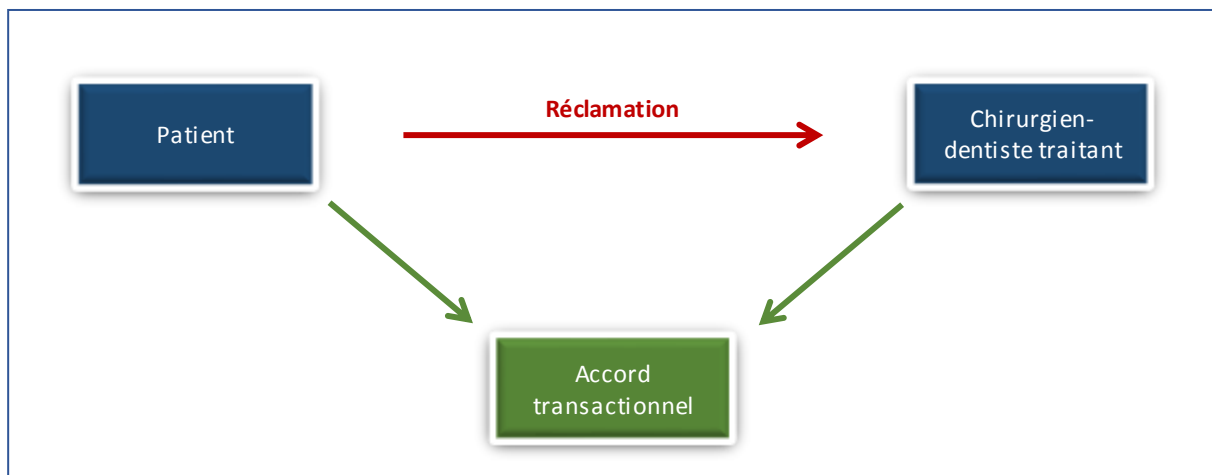 Réclamation
Patient
Chirurgien-
dentiste traitant
Accord
transactionnel